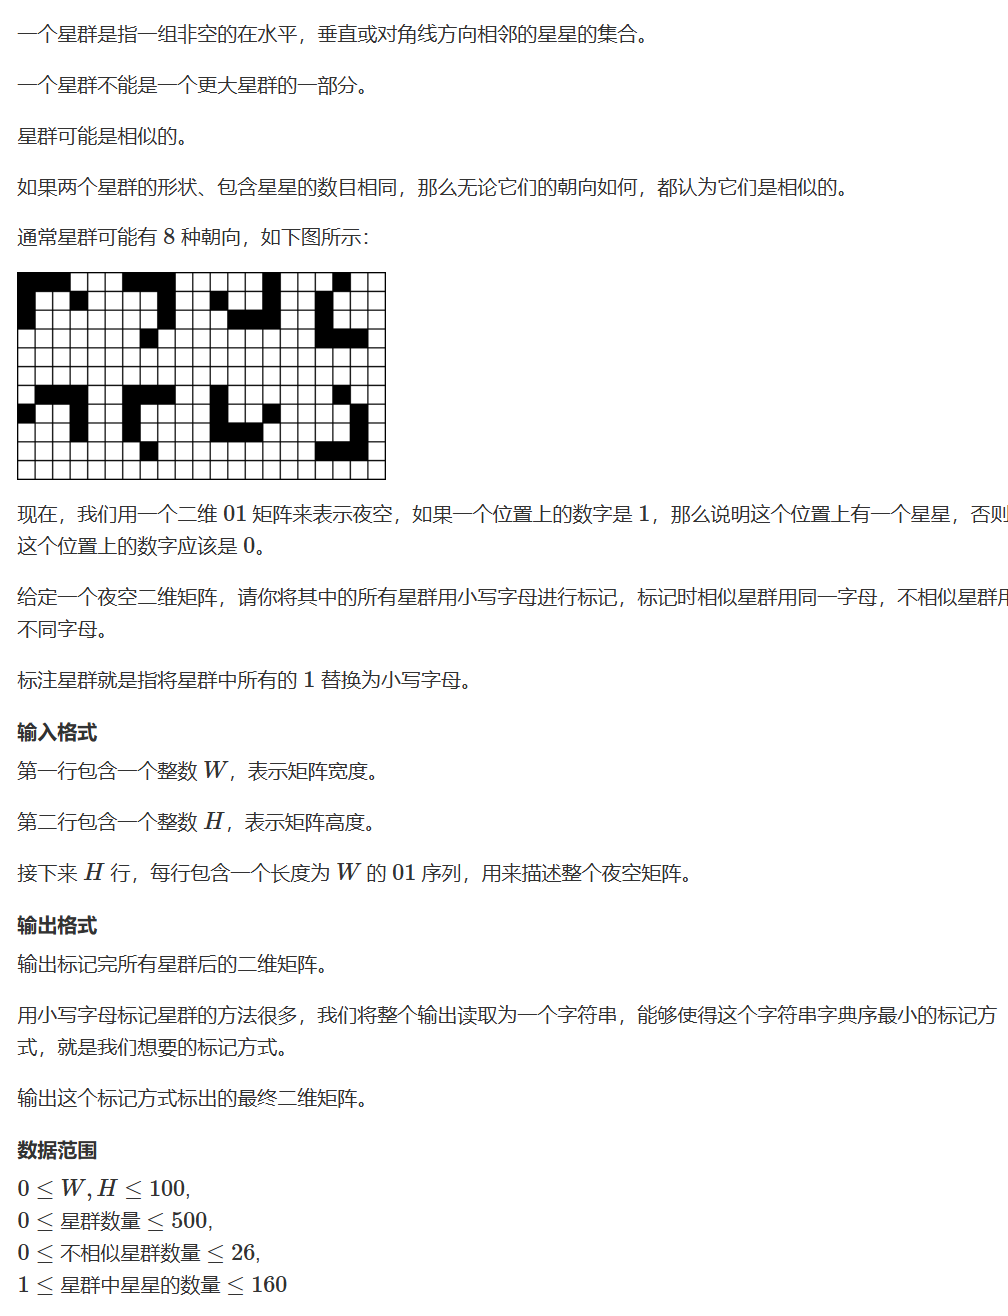 一个星群是指一组非空的在水平，垂直或对角线方向相邻的星星的集合。
一个星群不能是一个更大星群的一部分。
星群可能是相似的。
如果两个星群的形状、包含星星的数目相同，那么无论它们的朝向如何，都认为它们是相似的。
通常星群可能有 8 种朝向，如下图所示：
现在，我们用一个二维 01 矩阵来表示夜空，如果一个位置上的数字是 1，那么说明这个位置上有一个星星，否则
这个位置上的数字应该是 0。
给定一个夜空二维矩阵，请你将其中的所有星群用小写字母进行标记，标记时相似星群用同一字母，不相似星群用
不同字母。
标注星群就是指将星群中所有的 1 替换为小写字母。
输入格式
第一行包含一个整数 W，表示矩阵宽度。
第二行包含一个整数 H，表示矩阵高度。
接下来 H 行，每行包含一个长度为 W 的 01 序列，用来描述整个夜空矩阵。
输出格式
输出标记完所有星群后的二维矩阵。
用小写字母标记星群的方法很多，我们将整个输出读取为一个字符串，能够使得这个字符串字典序最小的标记方
式，就是我们想要的标记方式。
输出这个标记方式标出的最终二维矩阵。
数据范围
0 ≤ W, H ≤ 100,
0 ≤ 星群数量 ≤ 500,
0 ≤ 不相似星群数量 ≤ 26,
1 ≤ 星群中星星的数量 ≤ 160